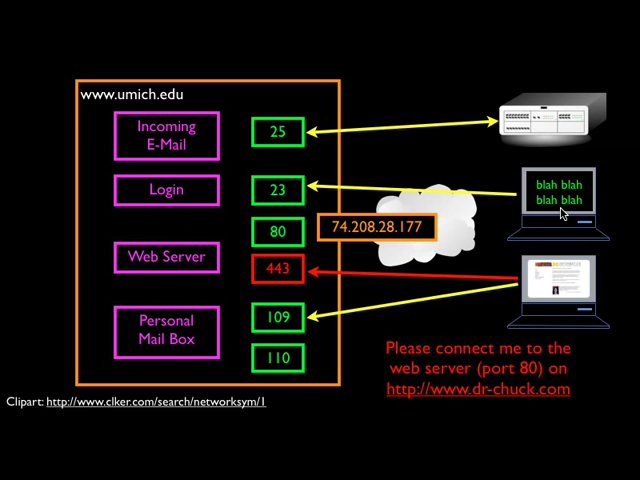 www.umich.edu
Incoming
E-Mail
25
Login
23
blah blah
blah blah
80
74.208.28.177
Web Server
443
Personal
Mail Box
109
110
Please connect me to the
web server (port 80) on
http://www.dr-chuck.com
Clipart: http://www.clker.com/search/networksym/1